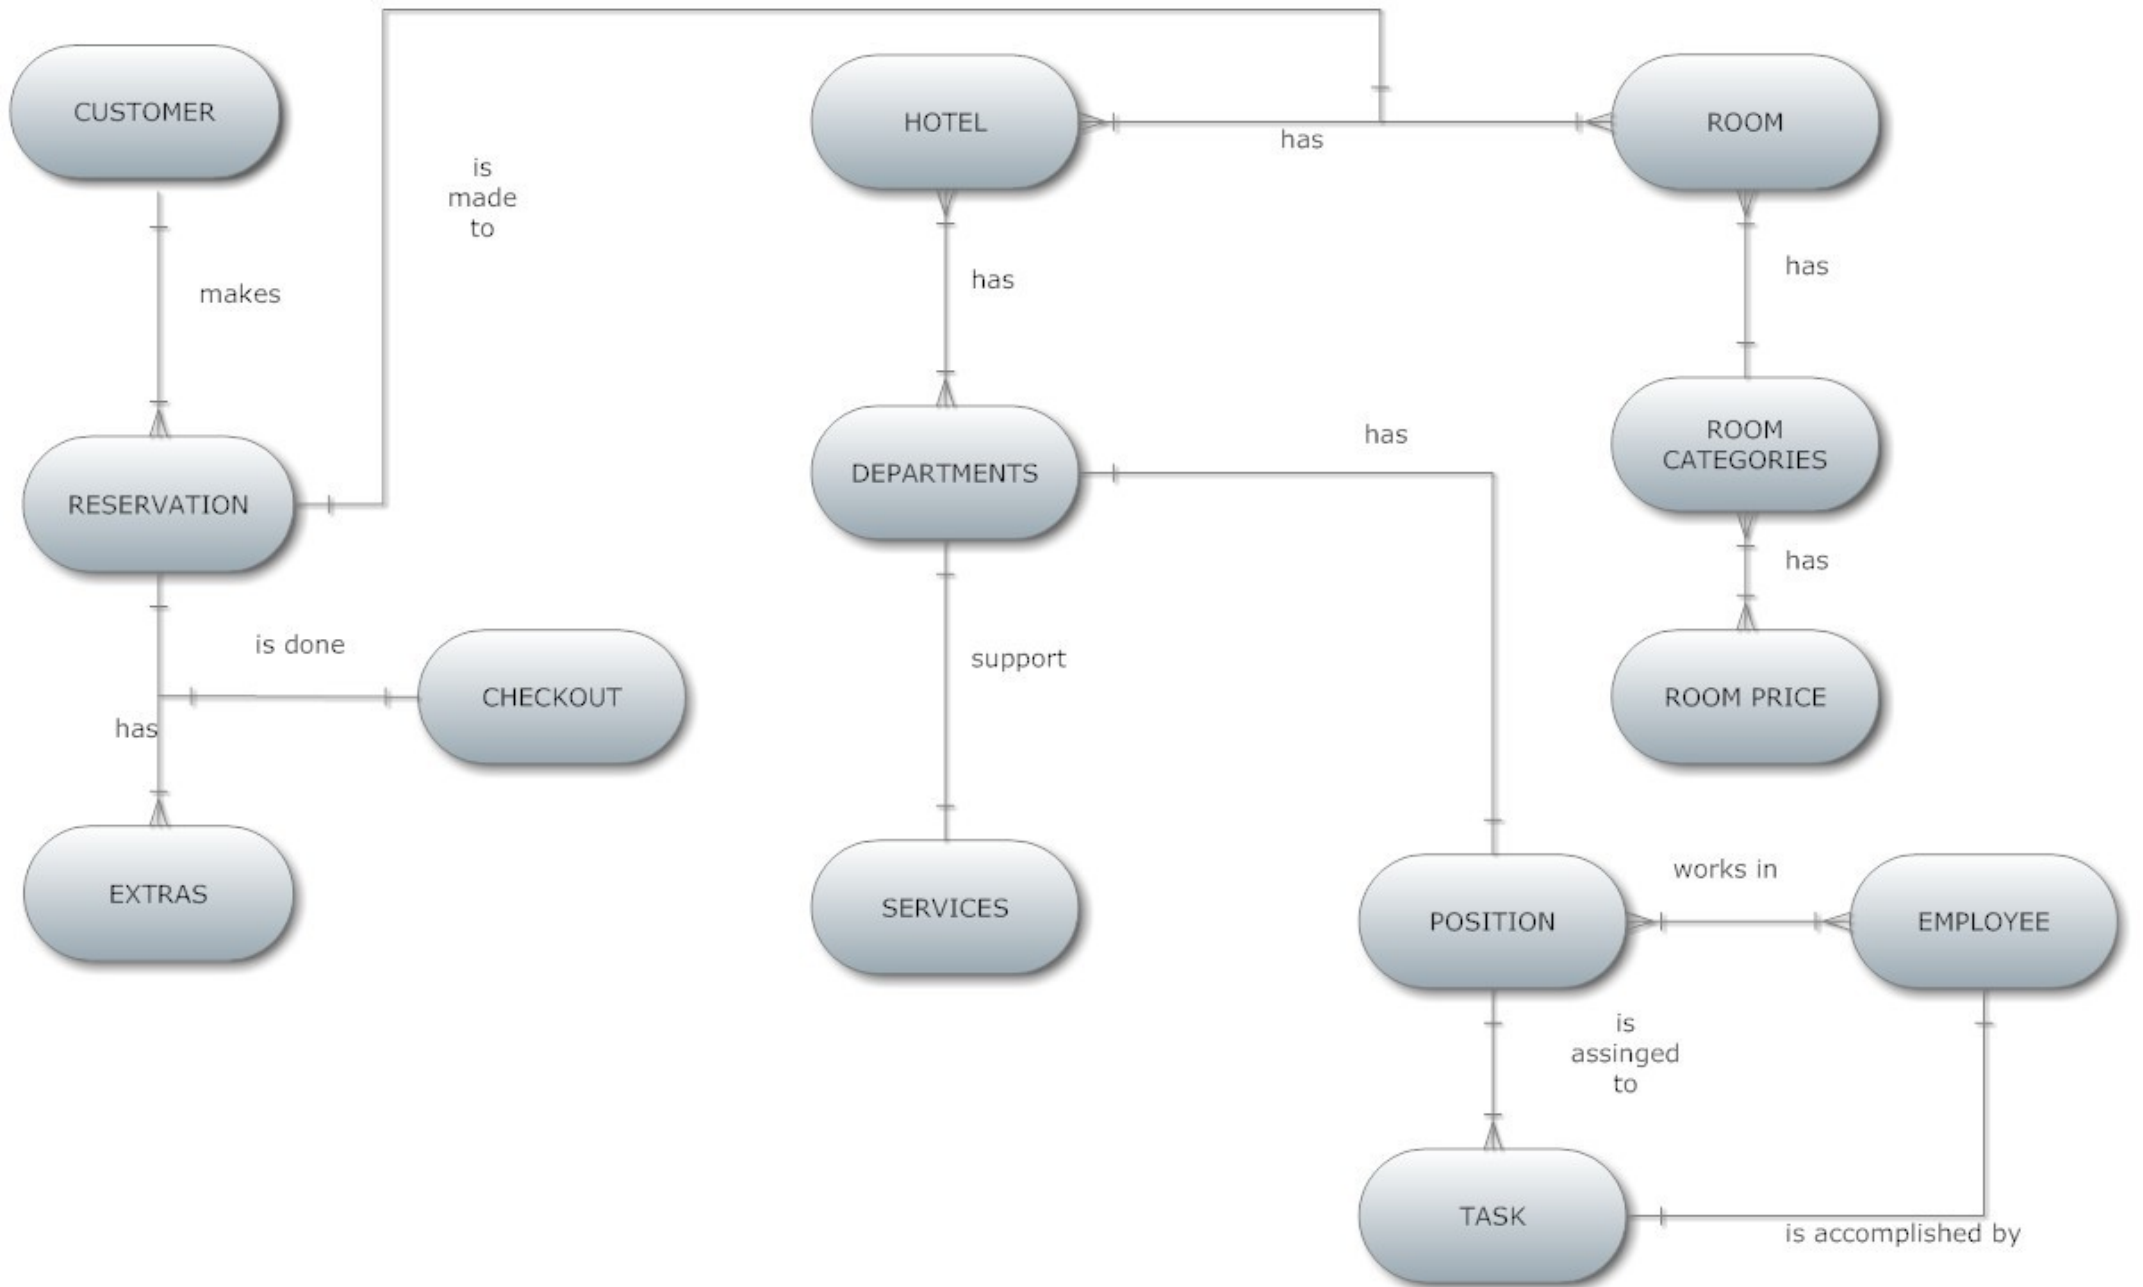 CUSTOMER
HOTEL
ROOM
has
is
made
to
makes
has
has
ROOM
CATEGORIES
has
DEPARTMENTS
RESERVATION
has
is done
support
CHECKOUT
ROOM PRICE
has
works in
EXTRAS
SERVICES
POSITION
EMPLOYEE
is
assinged
to
TASK
is accomplished by